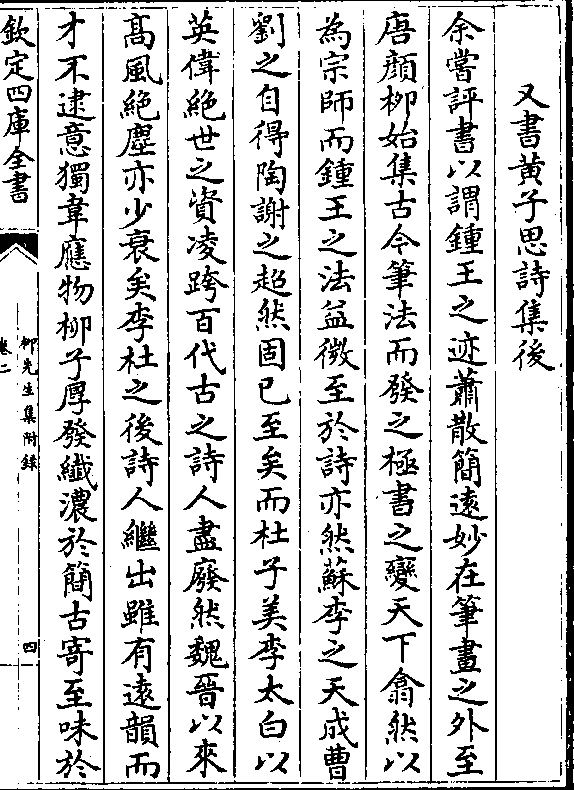 又書黄子思詩集後
余嘗評書以謂鍾王之迹蕭散簡遠妙在筆畫之外至
唐顔栁始集古今筆法而發之極書之變天下翕然以
為宗師而鍾王之法益微至於詩亦然蘇李之天成曹
劉之自得陶謝之超然固已至矣而杜子美李太白以
英偉絶世之資凌跨百代古之詩人盡廢然魏晉以來
髙風絶塵亦少衰矣李杜之後詩人繼出雖有遠韻而
才不逮意獨韋應物栁子厚發纎濃於簡古寄至味於
欽定四庫全書
栁先生集附録
卷二
四